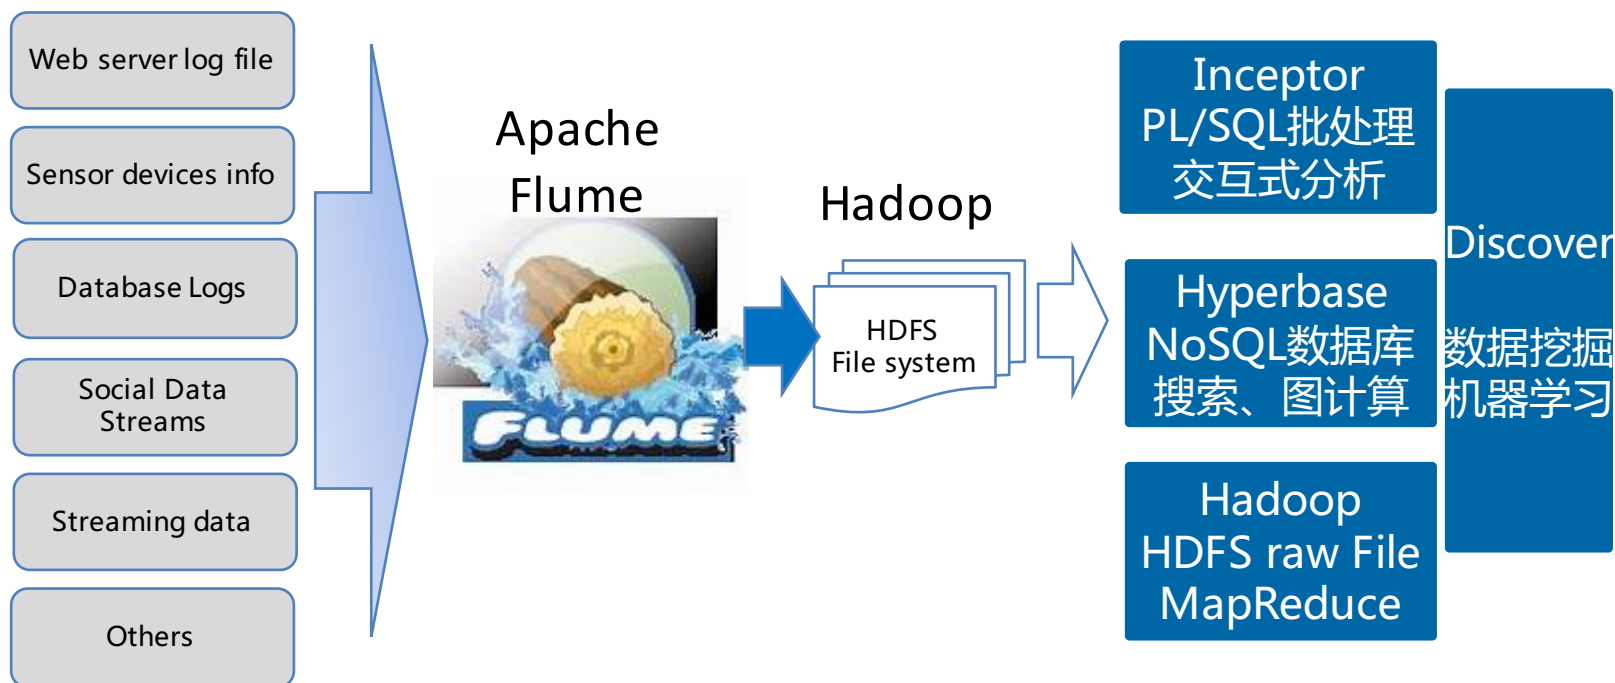 Web server log file
Sensor devices info
Database Logs
Social Data
Streams
Streaming data
Others
Apache
Flume
FLUME
Hadoop
HDFS
File system
Inceptor
PL/SQL批处理
交互式分析
Hyperbase
NoSQL数据库
搜索、图计算
Hadoop
HDFS raw File
MapReduce
Discover
数据挖掘
机器学习